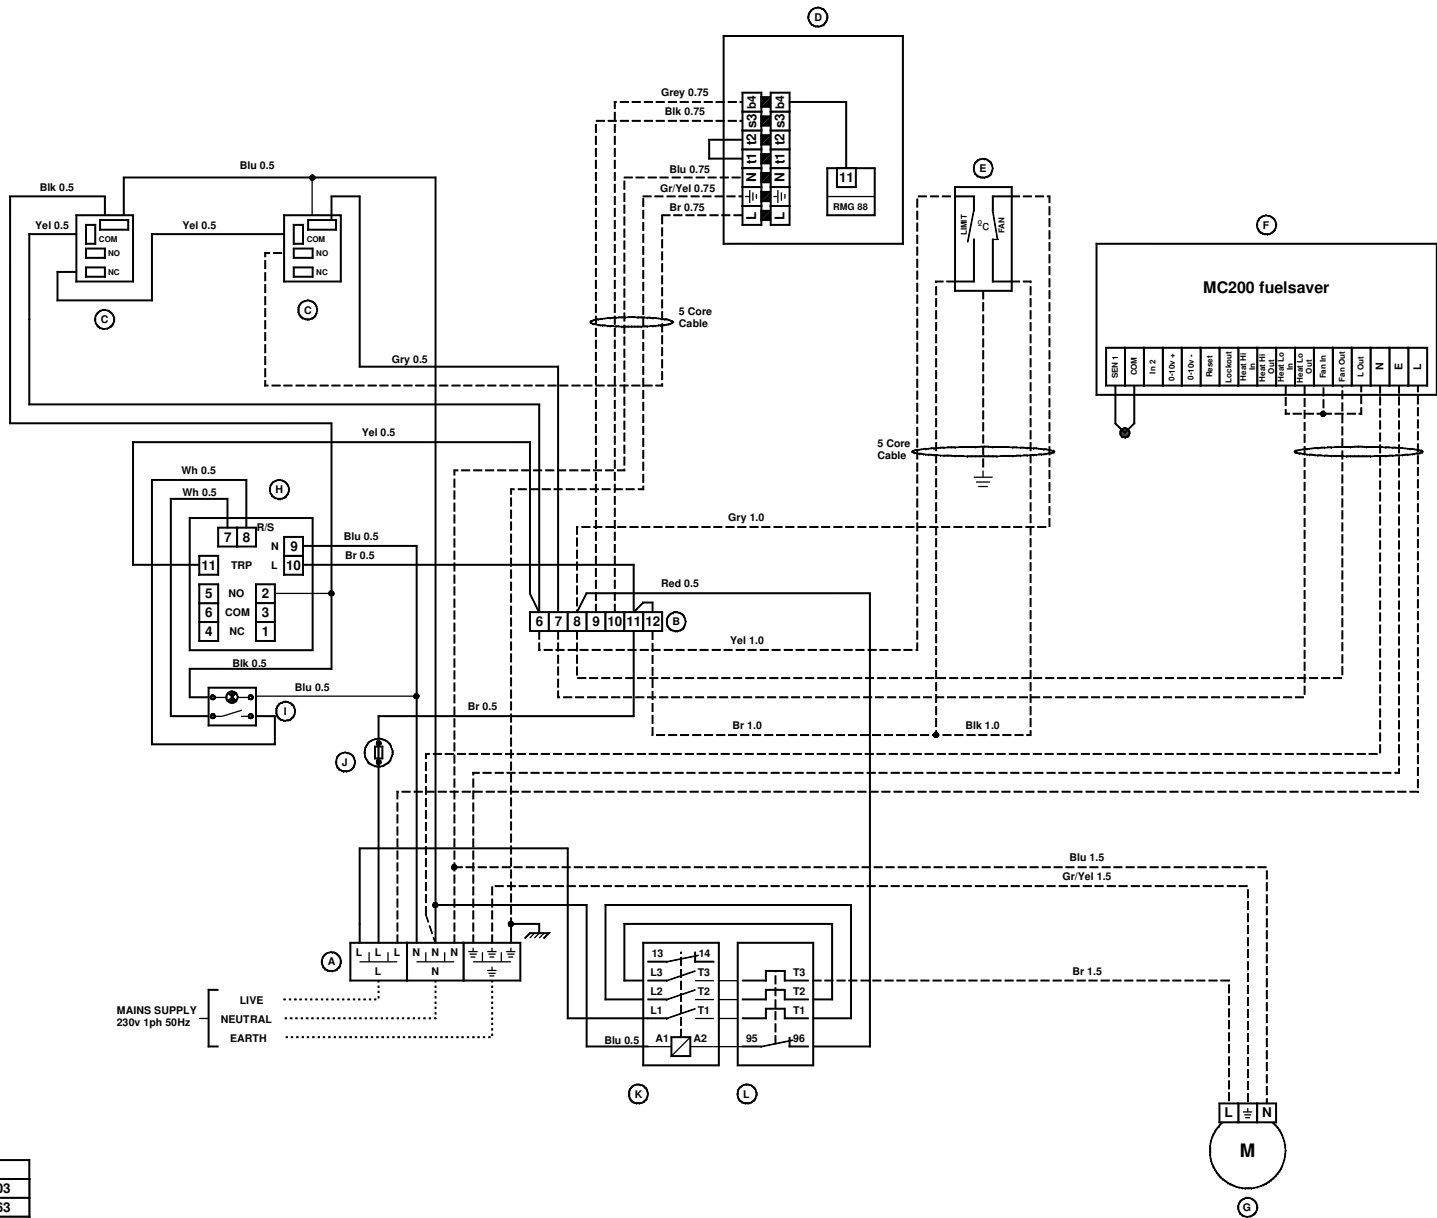 D
Grey 0.75
b4 b4
Blk 0.75
s3 s3
t2 t2
t1 t1
Blu 0.75
N N
Gr/Yel 0.75
Br 0.75
L L
11
RMG 88
Blu 0.5
Blk 0.5
Yel 0.5
COM
NO
NC
C
Yel 0.5
COM
NO
NC
C
Gry 0.5
5 Core
Cable
E
LIMIT
ºC
FAN
5 Core
Cable
F
MC200 fuelsaver
SEN 1
COM
In 2
0-10v +
0-10v -
Reset
Lockout
Heat Hi
In
Heat Hi
Out
Heat Lo
In
Heat Lo
Out
Fan In
Fan Out
L Out
N
E
L
Yel 0.5
Wh 0.5
Wh 0.5
H
R/S
7 8
N 9
Blu 0.5
11 TRP L 10
Br 0.5
5 NO 2
6 COM 3
4 NC 1
Blk 0.5
Blu 0.5
I
Gry 1.0
Red 0.5
6 7 8 9 10 11 12
B
Yel 1.0
Br 0.5
Br 1.0
Blk 1.0
J
Blu 1.5
Gr/Yel 1.5
A
L L L N N N
L N
MAINS SUPPLY
230v 1ph 50Hz
LIVE
NEUTRAL
EARTH
13 14
L3 T3
L2 T2
L1 T1
Blu 0.5
A1 A2
K
T3
T2
T1
95 96
L
Br 1.5
L N
M
G
03
63